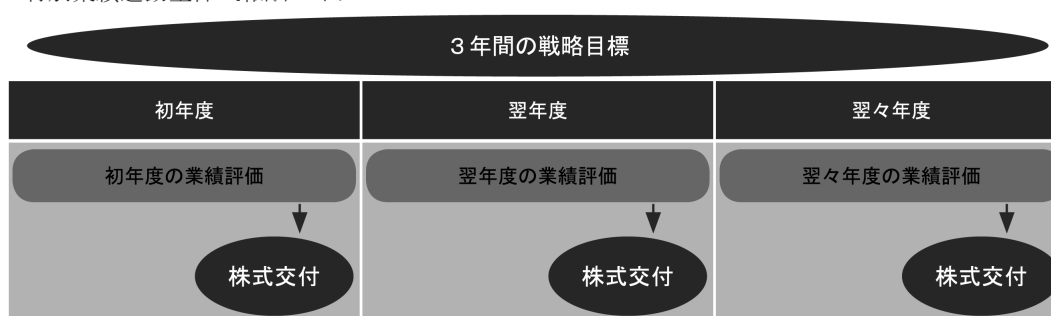 3年間の戦略目標
初年度
翌年度
翌々年度
初年度の業績評価
翌年度の業績評価
翌々年度の業績評価
株式交付
株式交付
株式交付